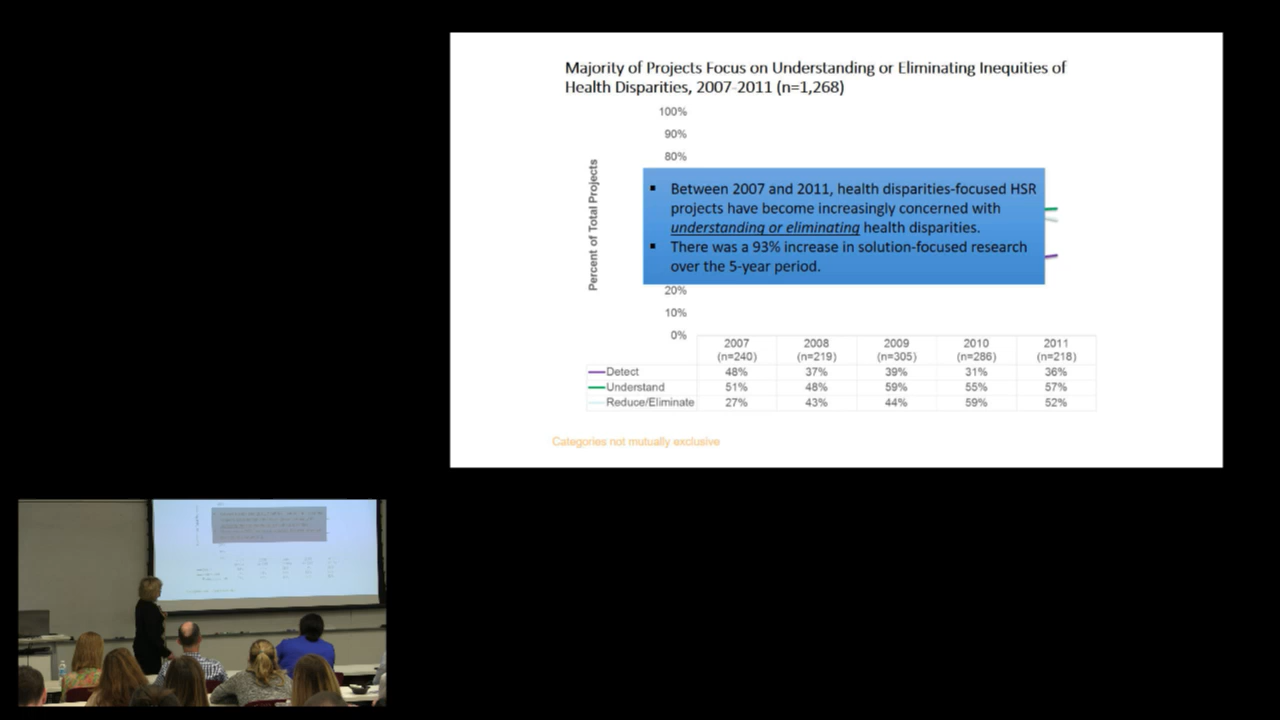 Majority of Projects Focus on Understanding or Eliminating Inequities of
Health Disparities, 2007-2011 (n=1,268)
100%
90%
80%
Percent of Total Projects
▪ Between 2007 and 2011, health disparities-focused HSR
projects have become increasingly concerned with
understanding or eliminating health disparities.
▪ There was a 93% increase in solution-focused research
over the 5-year period.
20%
10%
0%
2007 2008 2009 2010 2011
(n=240) (n=219) (n=305) (n=286) (n=218)
Detect 48% 37% 39% 31% 36%
Understand 51% 48% 59% 55% 57%
Reduce/Eliminate 27% 43% 44% 59% 52%
Categories not mutually exclusive